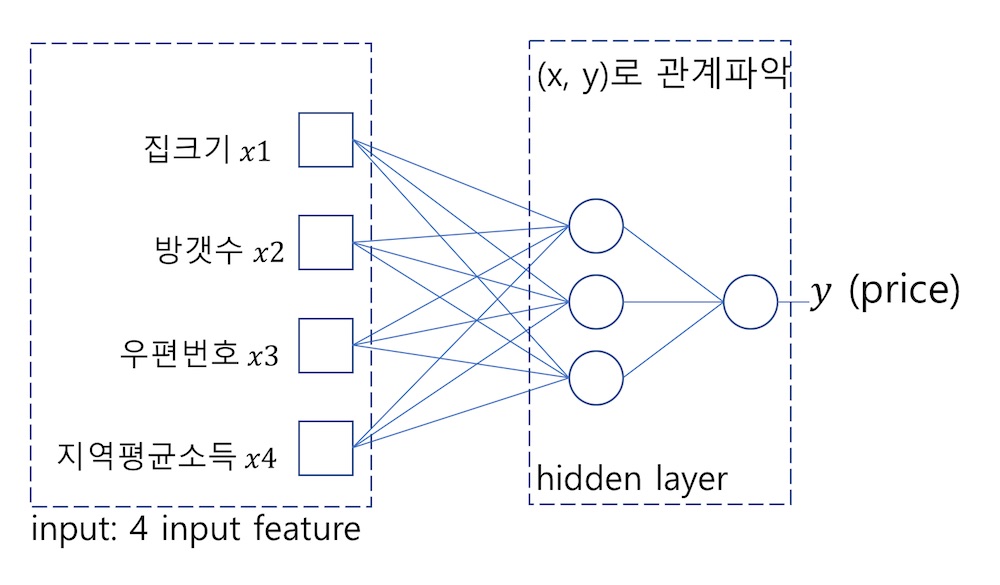 (x, y)로 관계파악
집크기 x1
방갯수 x2
y (price)
우편번호 x3
지역평균소득 x4
hidden layer
input: 4 input feature